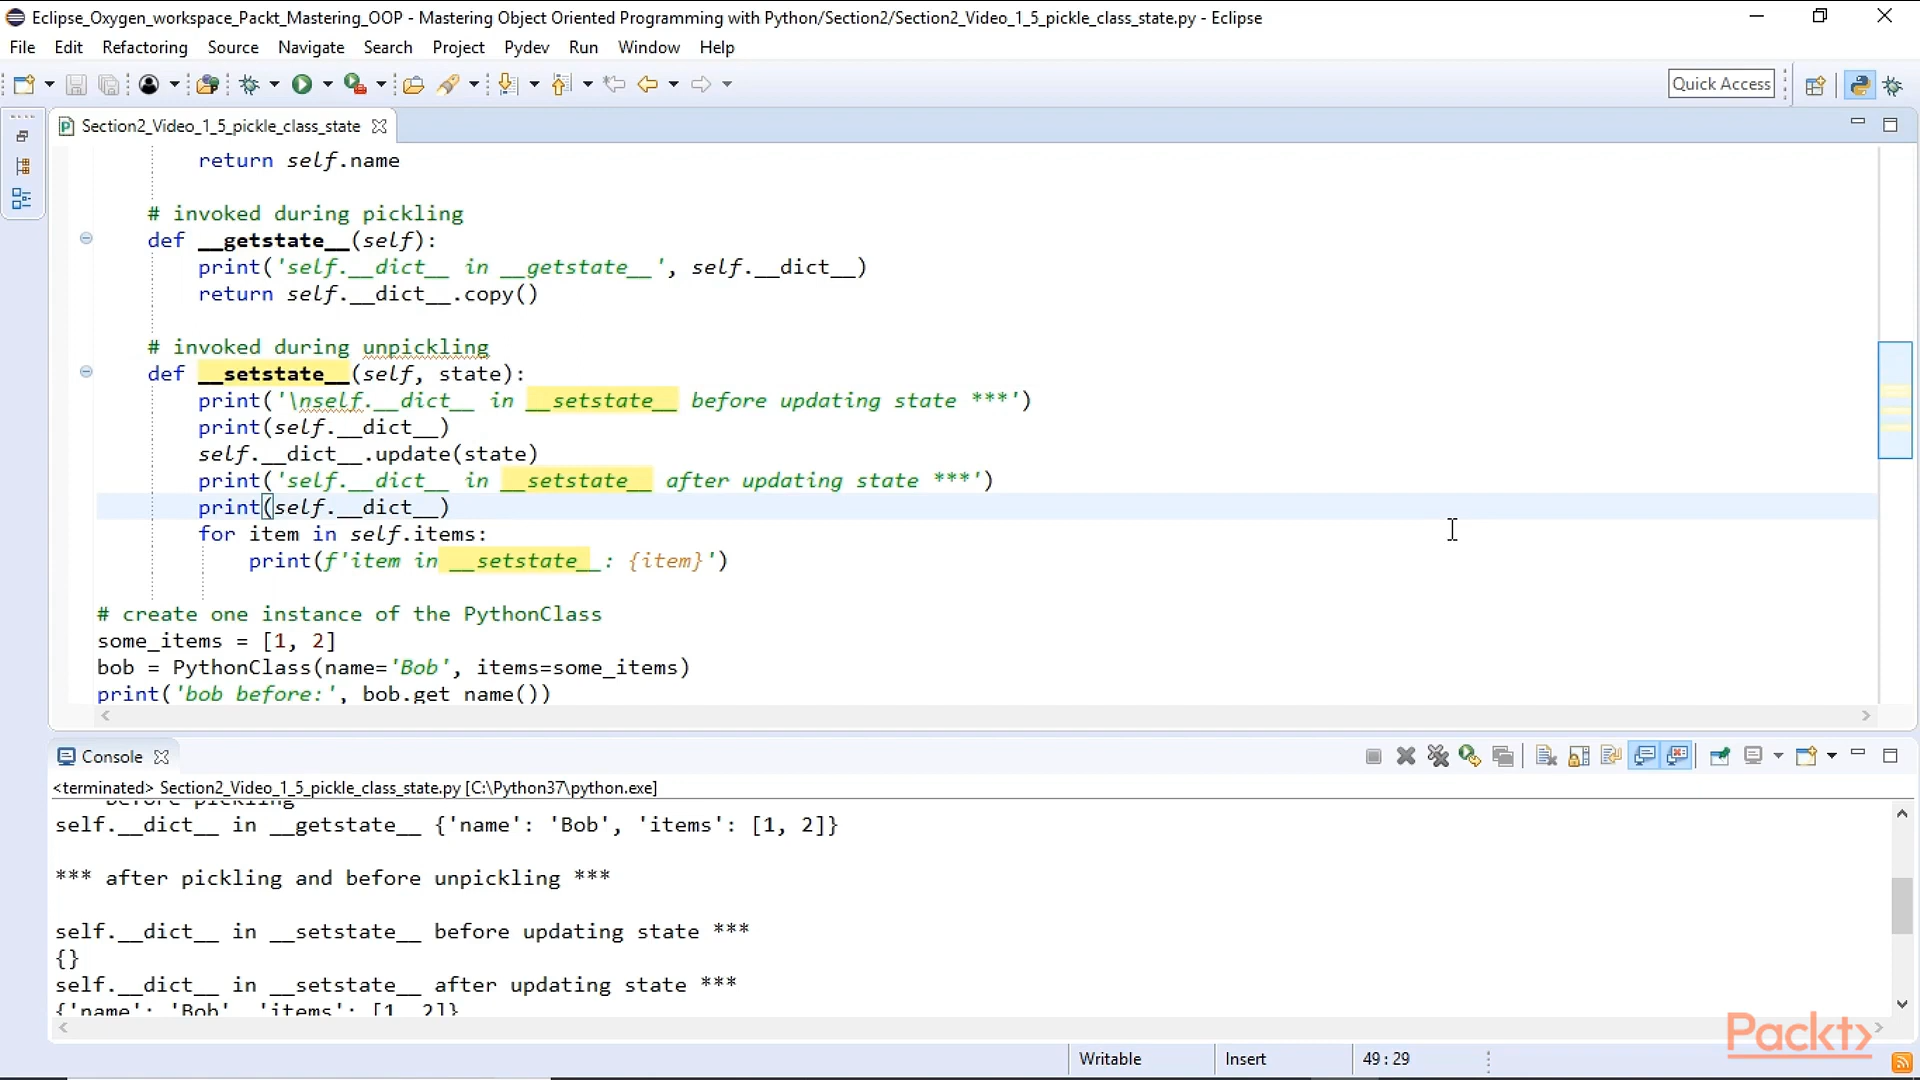 Eclipse_Oxygen_workspace_Packt_Mastering_OOP - Mastering Object Oriented Programming with Python/Section2/Section2_Video_1_5_pickle_class_state.py - Eclipse
File Edit Refactoring Source Navigate Search Project Pydev Run Window Help
Quick Access
Section2_Video_1_5_pickle_class_state
return self.name
# invoked during pickling
def __getstate__(self):
print('self.__dict__ in __getstate__', self.__dict__)
return self.__dict__.copy()
# invoked during unpickling
def __setstate__(self, state):
print('\nself.__dict__ in __setstate__ before updating state ***')
print(self.__dict__)
self.__dict__.update(state)
print('self.__dict__ in __setstate__ after updating state ***')
print(self.__dict__)
for item in self.items:
print(f'item in __setstate__: {item}')
# create one instance of the PythonClass
some_items = [1, 2]
bob = PythonClass(name='Bob', items=some_items)
print('bob before:', bob.get_name())
Console
<terminated> Section2_Video_1_5_pickle_class_state.py [C:\Python37\python.exe]
before pickling
self.__dict__ in __getstate__ {'name': 'Bob', 'items': [1, 2]}
*** after pickling and before unpickling ***
self.__dict__ in __setstate__ before updating state ***
{}
self.__dict__ in __setstate__ after updating state ***
{'name': 'Bob', 'items': [1, 2]}
Packt>
Writable Insert 49 : 29